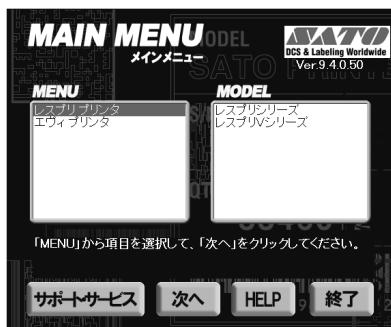 MAIN MENU
メインメニュー
SATO
DCS & Labeling Worldwide
Ver.9.4.0.50
MENU
MODEL
レスプリプリンタ
エヴィプリンタ
レスプリシリーズ
レスプリVシリーズ
「MENU」から項目を選択して、「次へ」をクリックしてください。
サポートサービス
次へ
HELP
終了